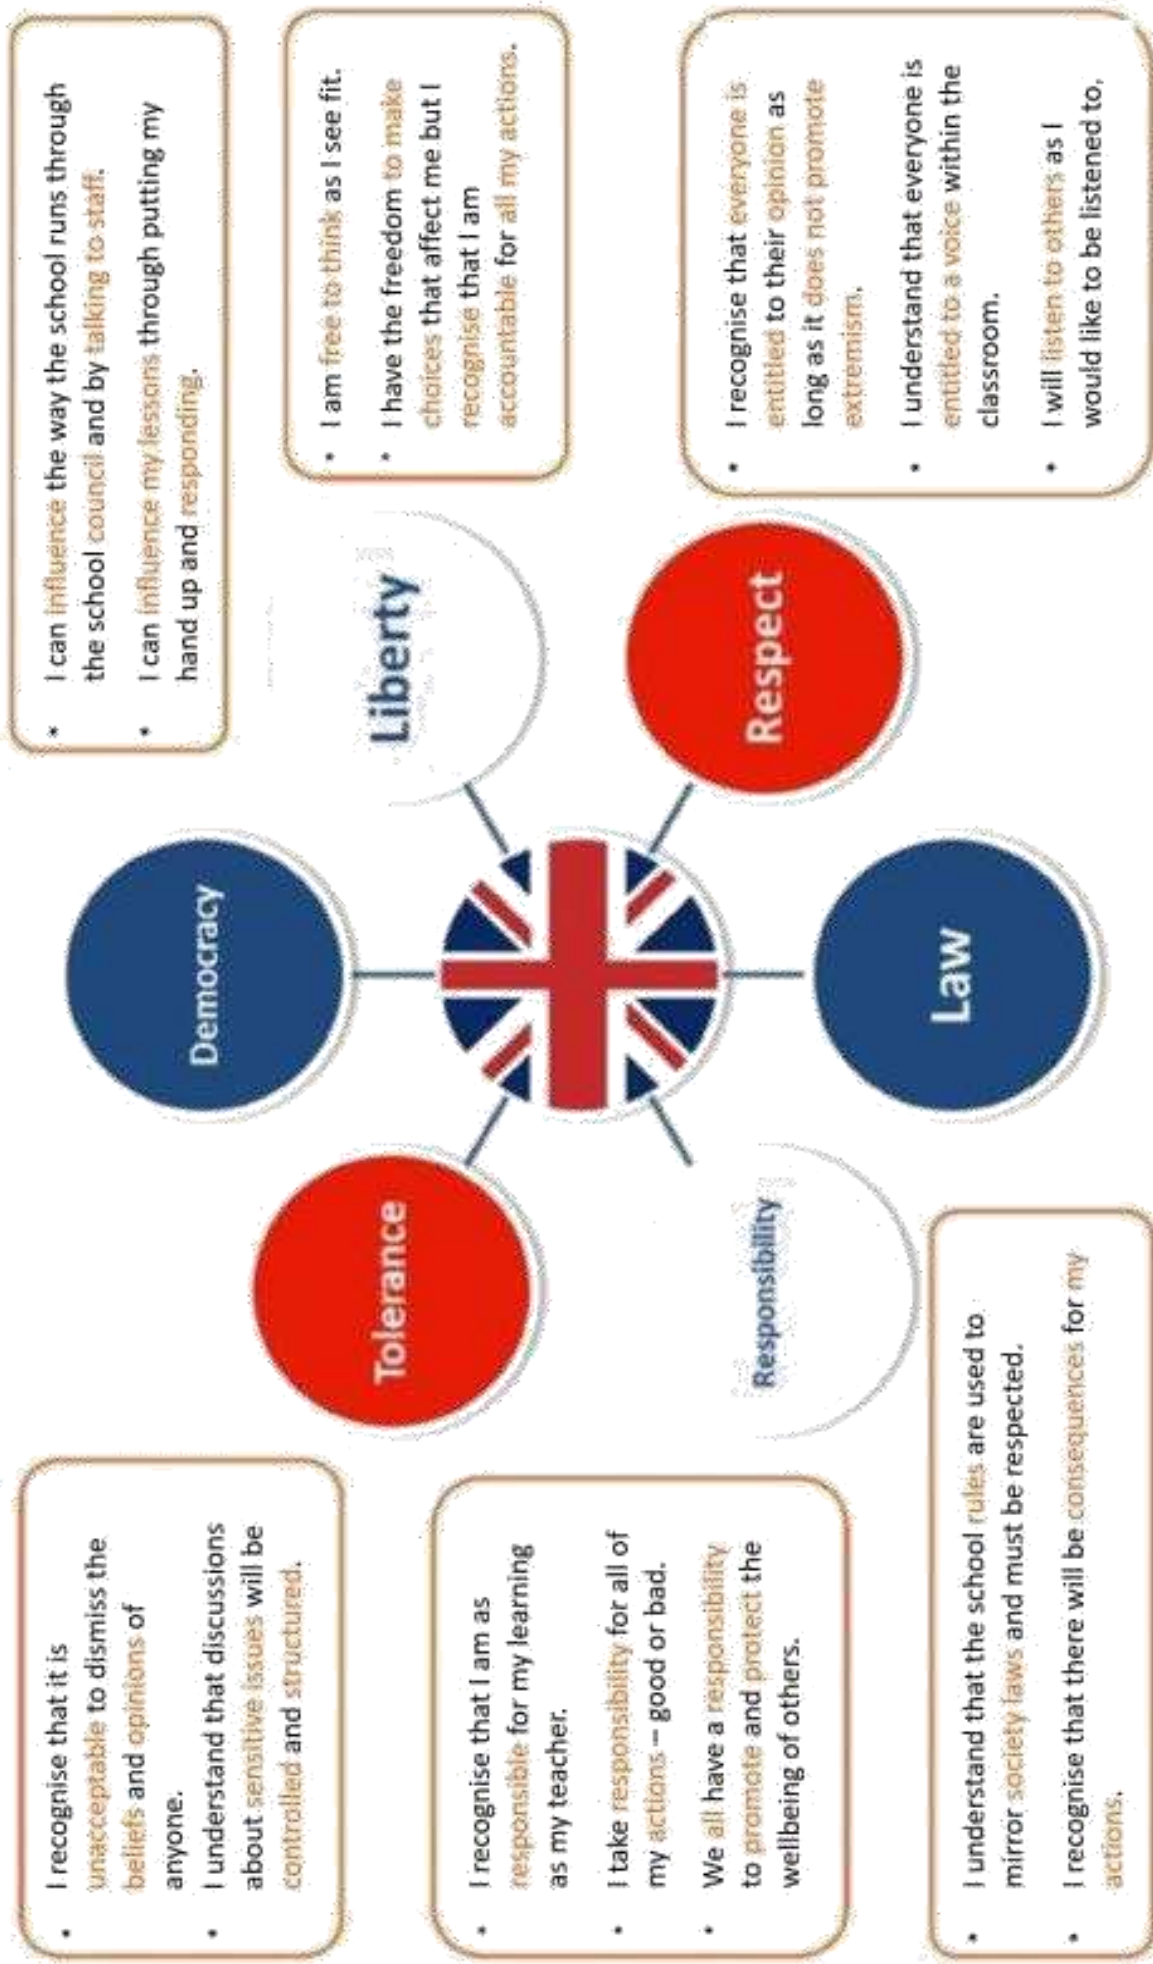 • I recognise that it is
unacceptable to dismiss the
beliefs and opinions of
anyone.
• I understand that discussions
about sensitive issues will be
controlled and structured.
Democracy
• I can influence the way the school runs through
the school council and by talking to staff.
• I can influence my lessons through putting my
hand up and responding.
Tolerance
Liberty
• I am free to think as I see fit.
• I have the freedom to make
choices that affect me but I
recognise that I am
accountable for all my actions.
• I recognise that I am as
responsible for my learning
as my teacher.
• I take responsibility for all of
my actions – good or bad.
• We all have a responsibility
to promote and protect the
wellbeing of others.
Responsibility
Respect
• I recognise that everyone is
entitled to their opinion as
long as it does not promote
extremism.
• I understand that everyone is
entitled to a voice within the
classroom.
• I will listen to others as I
would like to be listened to.
Law
• I understand that the school rules are used to
mirror society laws and must be respected.
• I recognise that there will be consequences for my
actions.